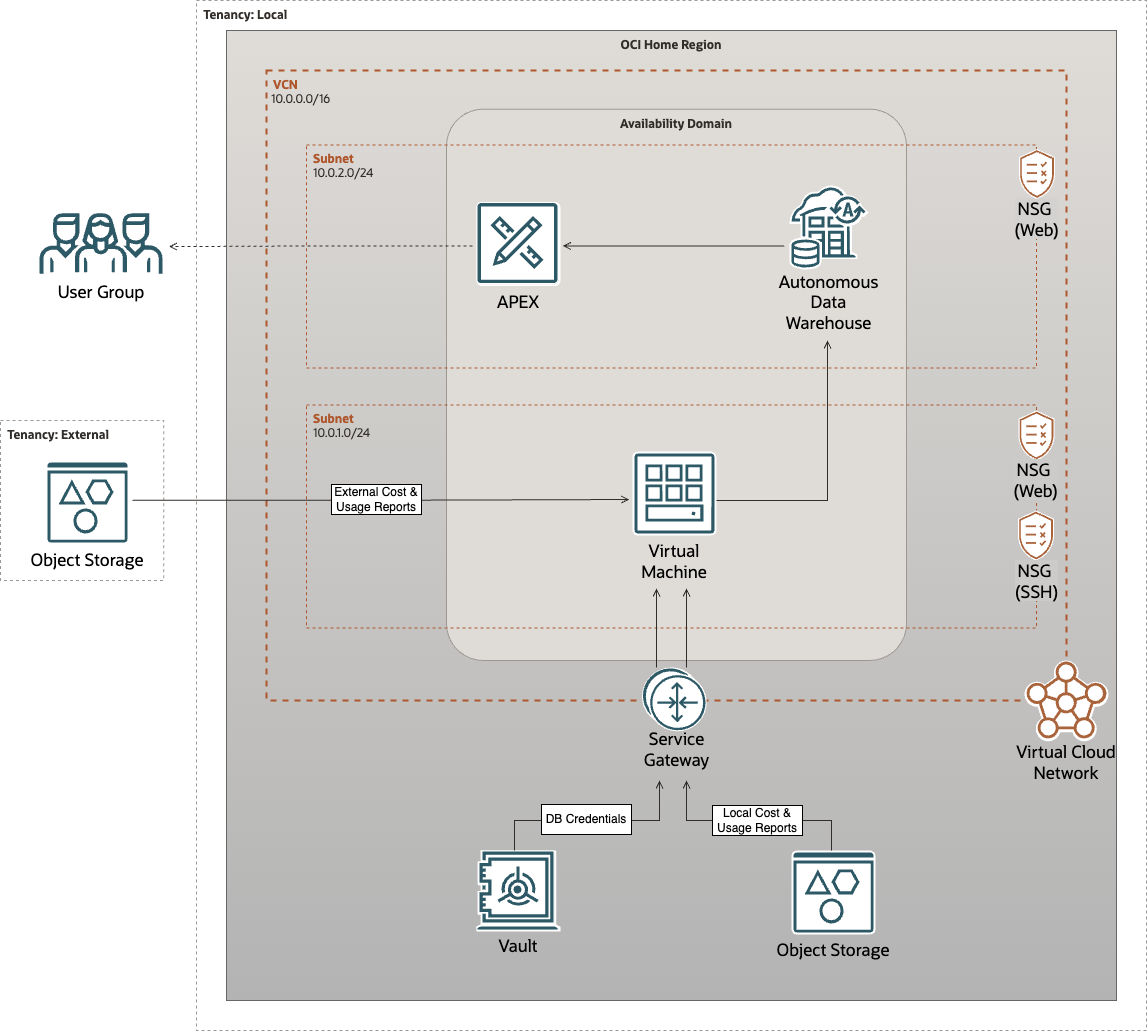 Tenancy: Local
OCI Home Region
VCN
10.0.0.0/16
Availability Domain
Subnet
10.0.2.0/24
NSG
(Web)
User Group
APEX
Autonomous
Data
Warehouse
Subnet
10.0.1.0/24
Tenancy: External
Object Storage
External Cost &
Usage Reports
Virtual
Machine
NSG
(Web)
NSG
(SSH)
Service
Gateway
Virtual Cloud
Network
DB Credentials
Local Cost &
Usage Reports
Vault
Object Storage
A